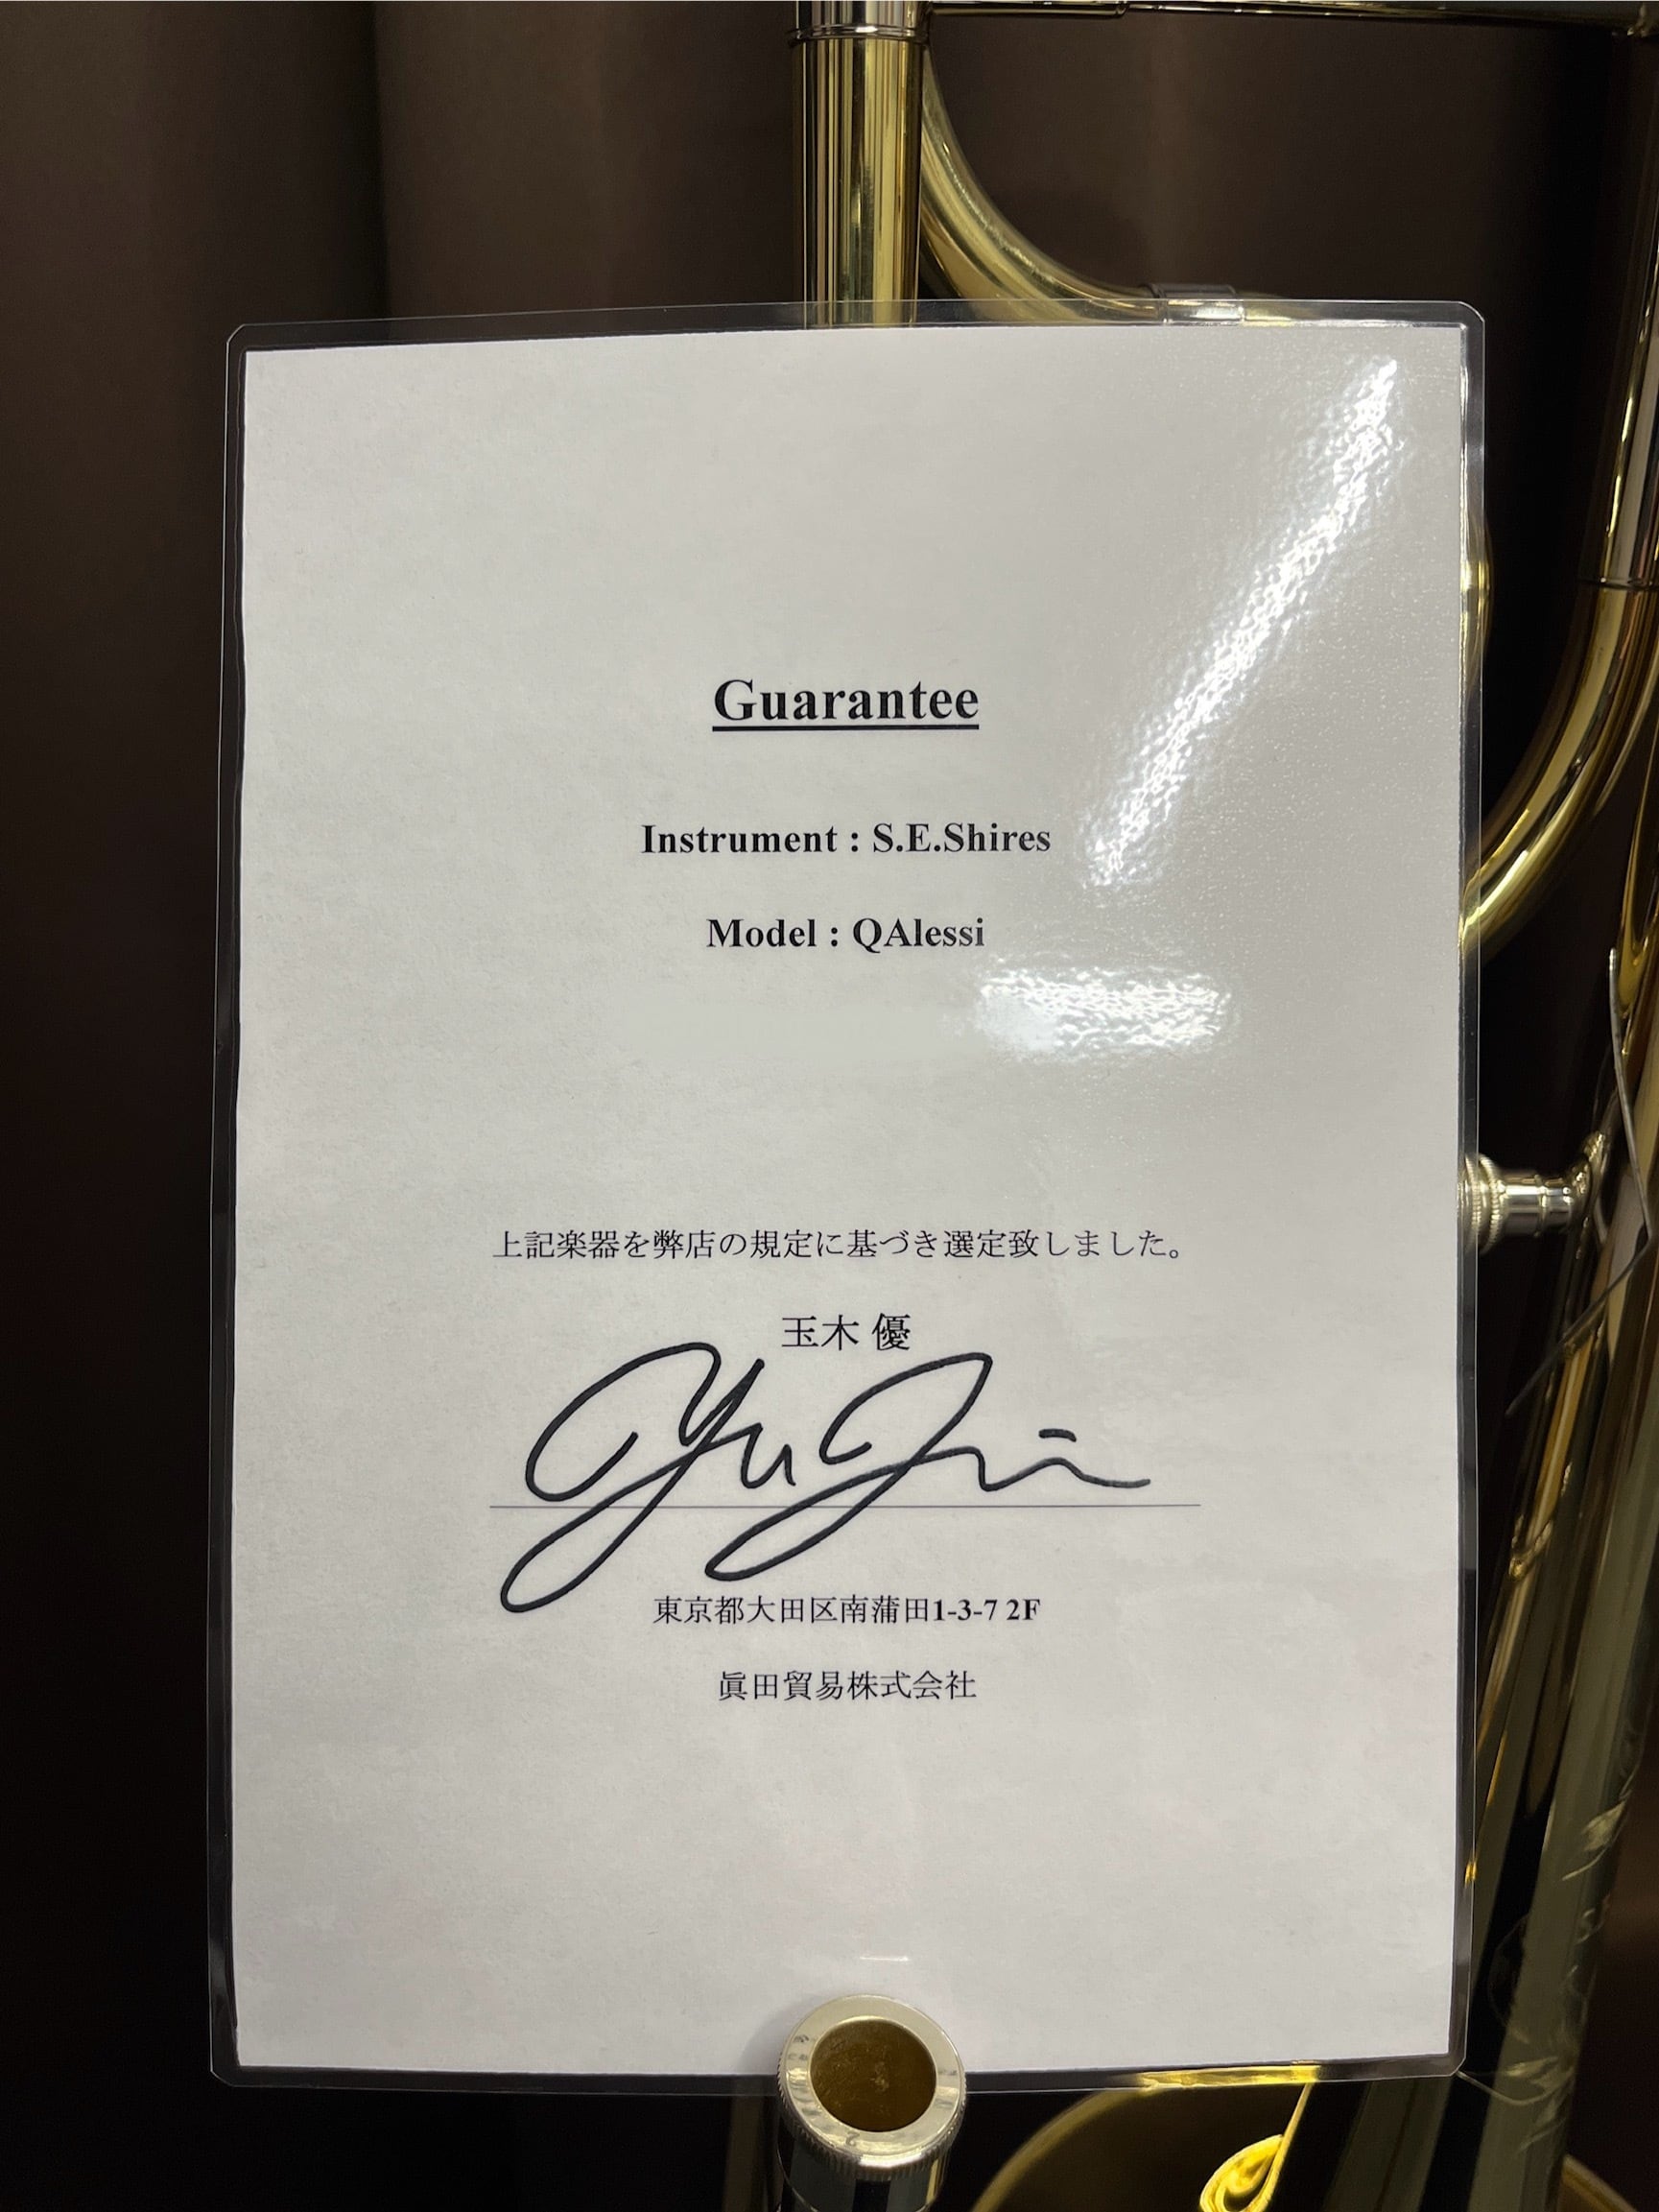 Guarantee
Instrument : S.E.Shires
Model : QAlessi
上記楽器を弊店の規定に基づき選定致しました。
玉木 優
東京都大田区南蒲田1-3-7 2F
眞田貿易株式会社